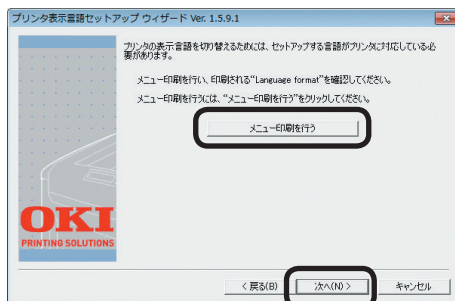 プリンタ表示言語セットアップ ウィザード Ver. 1.5.9.1
プリンタの表示言語を切り替えるためには、セットアップする言語がプリンタに対応している必
要があります。
メニュー印刷を行い、印刷される"Language format"を確認してください。
メニュー印刷を行うには、"メニュー印刷を行う"をクリックしてください。
メニュー印刷を行う
OKI
PRINTING SOLUTIONS
< 戻る(B)
次へ(N) >
キャンセル